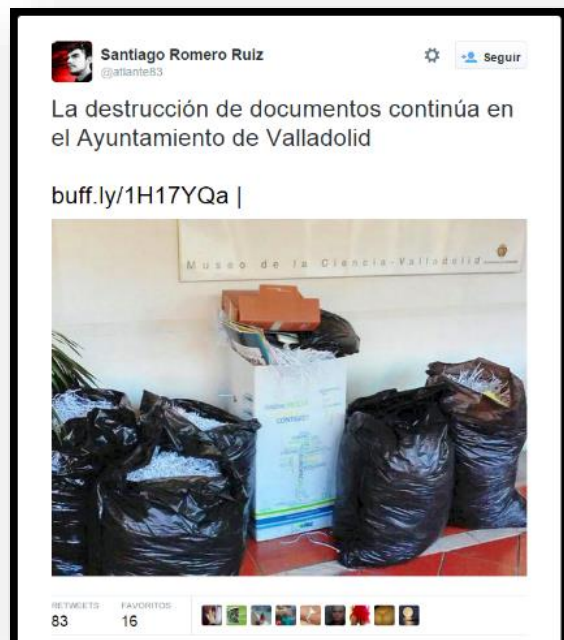 Santiago Romero Ruiz
@atlante83
Seguir
La destrucción de documentos continúa en
el Ayuntamiento de Valladolid
buff.ly/1H17YQa |
Museo de la Ciencia-Valladolid
CONTIGO
RETWEETS
FAVORITOS
83
16